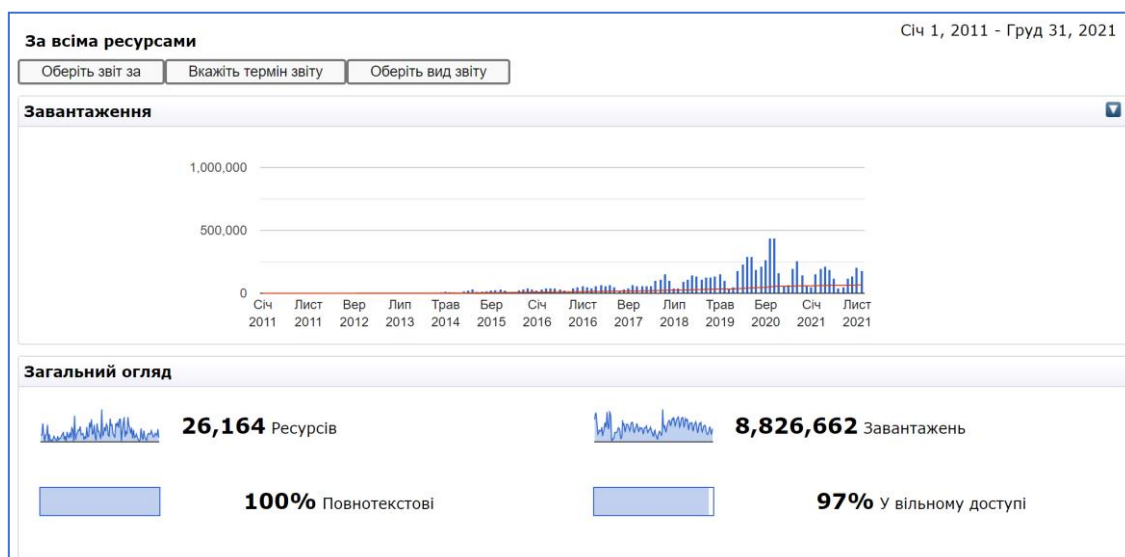 Січ 1, 2011 - Груд 31, 2021
За всіма ресурсами
Оберіть звіт за Вкажіть термін звіту Оберіть вид звіту
Завантаження
1,000,000
500,000
0
Січ Лист Вер Лип Трав Бер Січ Лист Вер Лип Трав Бер Січ Лист
2011 2011 2012 2013 2014 2015 2016 2016 2017 2018 2019 2020 2021 2021
Загальний огляд
26,164 Ресурсів 8,826,662 Завантажень
100% Повнотекстові 97% У вільному доступі